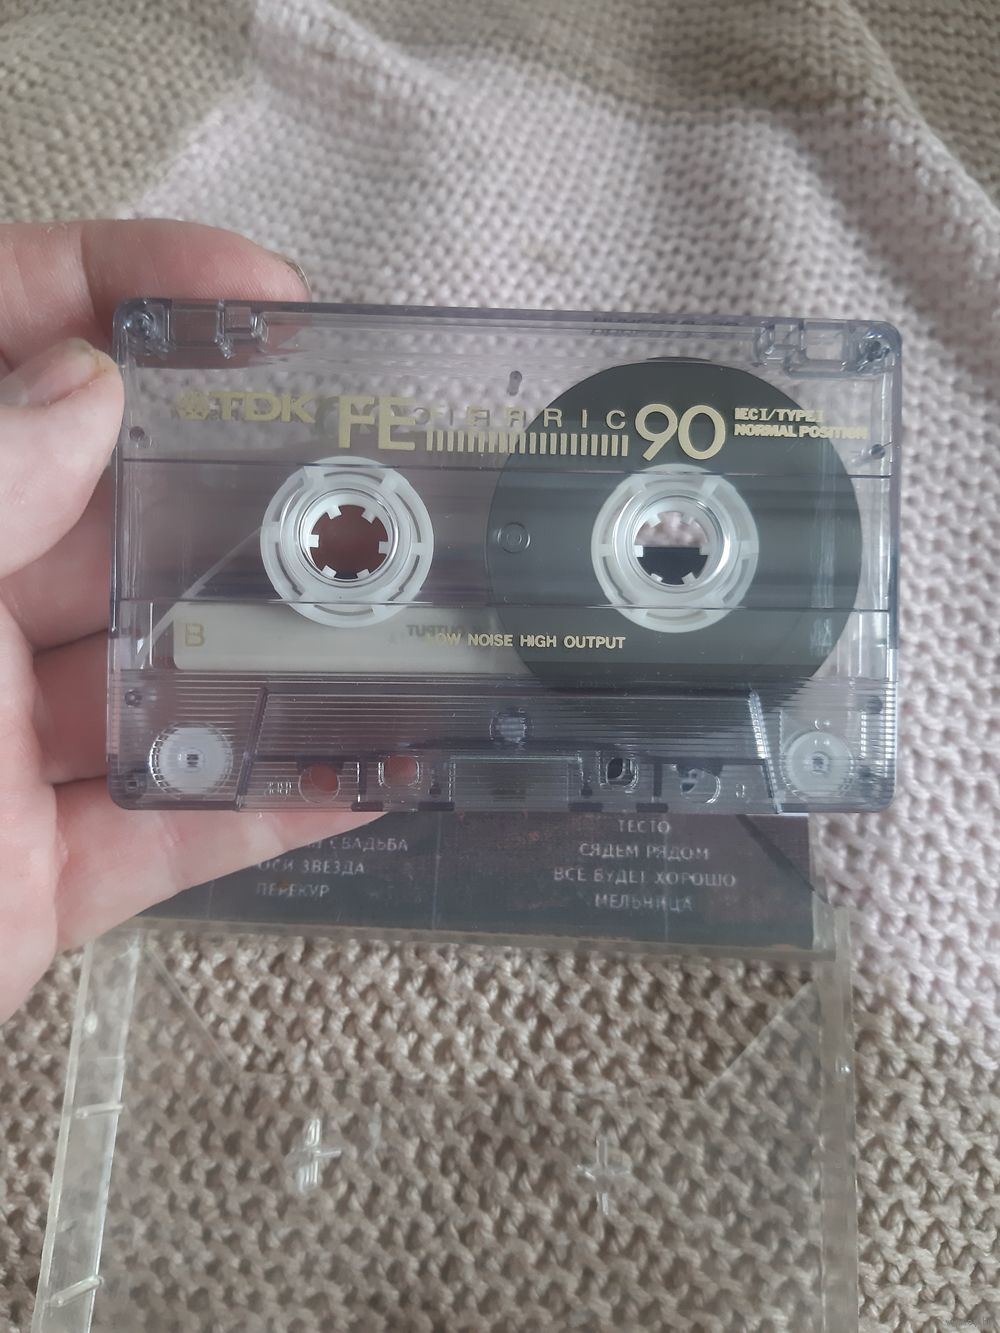 TDK FE FERRIC 90 IEC I/TYPE I
NORMAL POSITION
B
LOW NOISE HIGH OUTPUT
СВАДЬБА
ЗВЕЗДА
ПЕРЕКУР
ТЕСТО
СЯДЕМ РЯДОМ
ВСЕ БУДЕТ ХОРОШО
МЕЛЬНИЦА